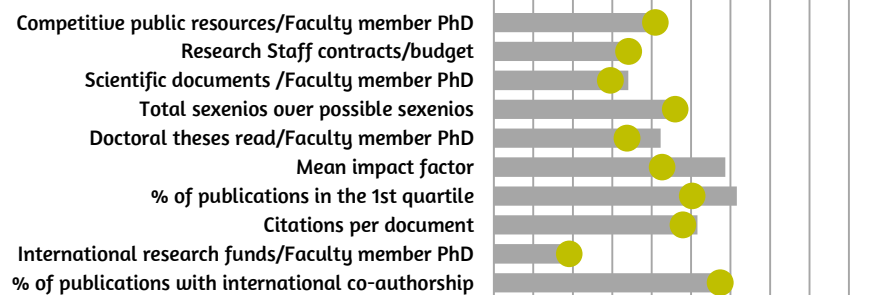 Competitive public resources/Faculty member PhD
Research Staff contracts/budget
Scientific documents /Faculty member PhD
Total sexenios over possible sexenios
Doctoral theses read/Faculty member PhD
Mean impact factor
% of publications in the 1st quartile
Citations per document
International research funds/Faculty member PhD
% of publications with international co-authorship